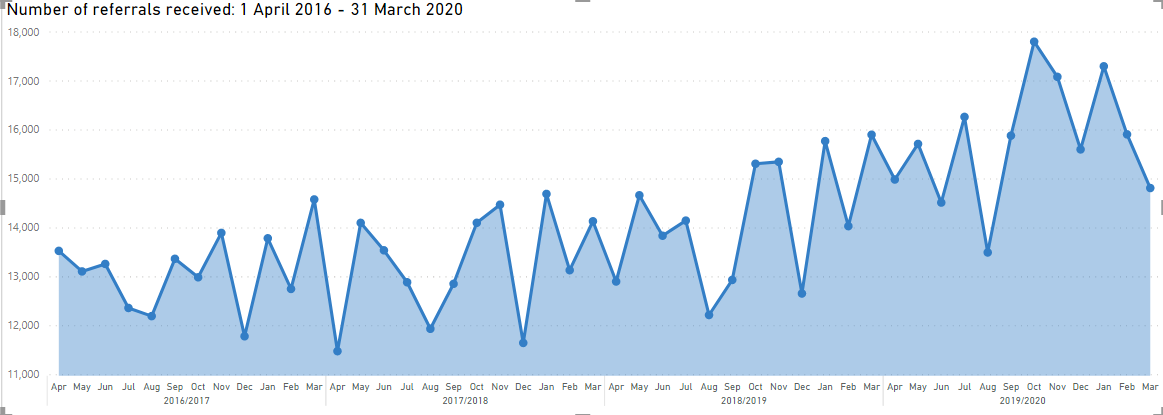 Number of referrals received: 1 April 2016 - 31 March 2020
18,000
17,000
16,000
15,000
14,000
13,000
12,000
11,000
Apr May Jun Jul Aug Sep Oct Nov Dec Jan Feb Mar Apr May Jun Jul Aug Sep Oct Nov Dec Jan Feb Mar Apr May Jun Jul Aug Sep Oct Nov Dec Jan Feb Mar Apr May Jun Jul Aug Sep Oct Nov Dec Jan Feb Mar
2016/2017 2017/2018 2018/2019 2019/2020